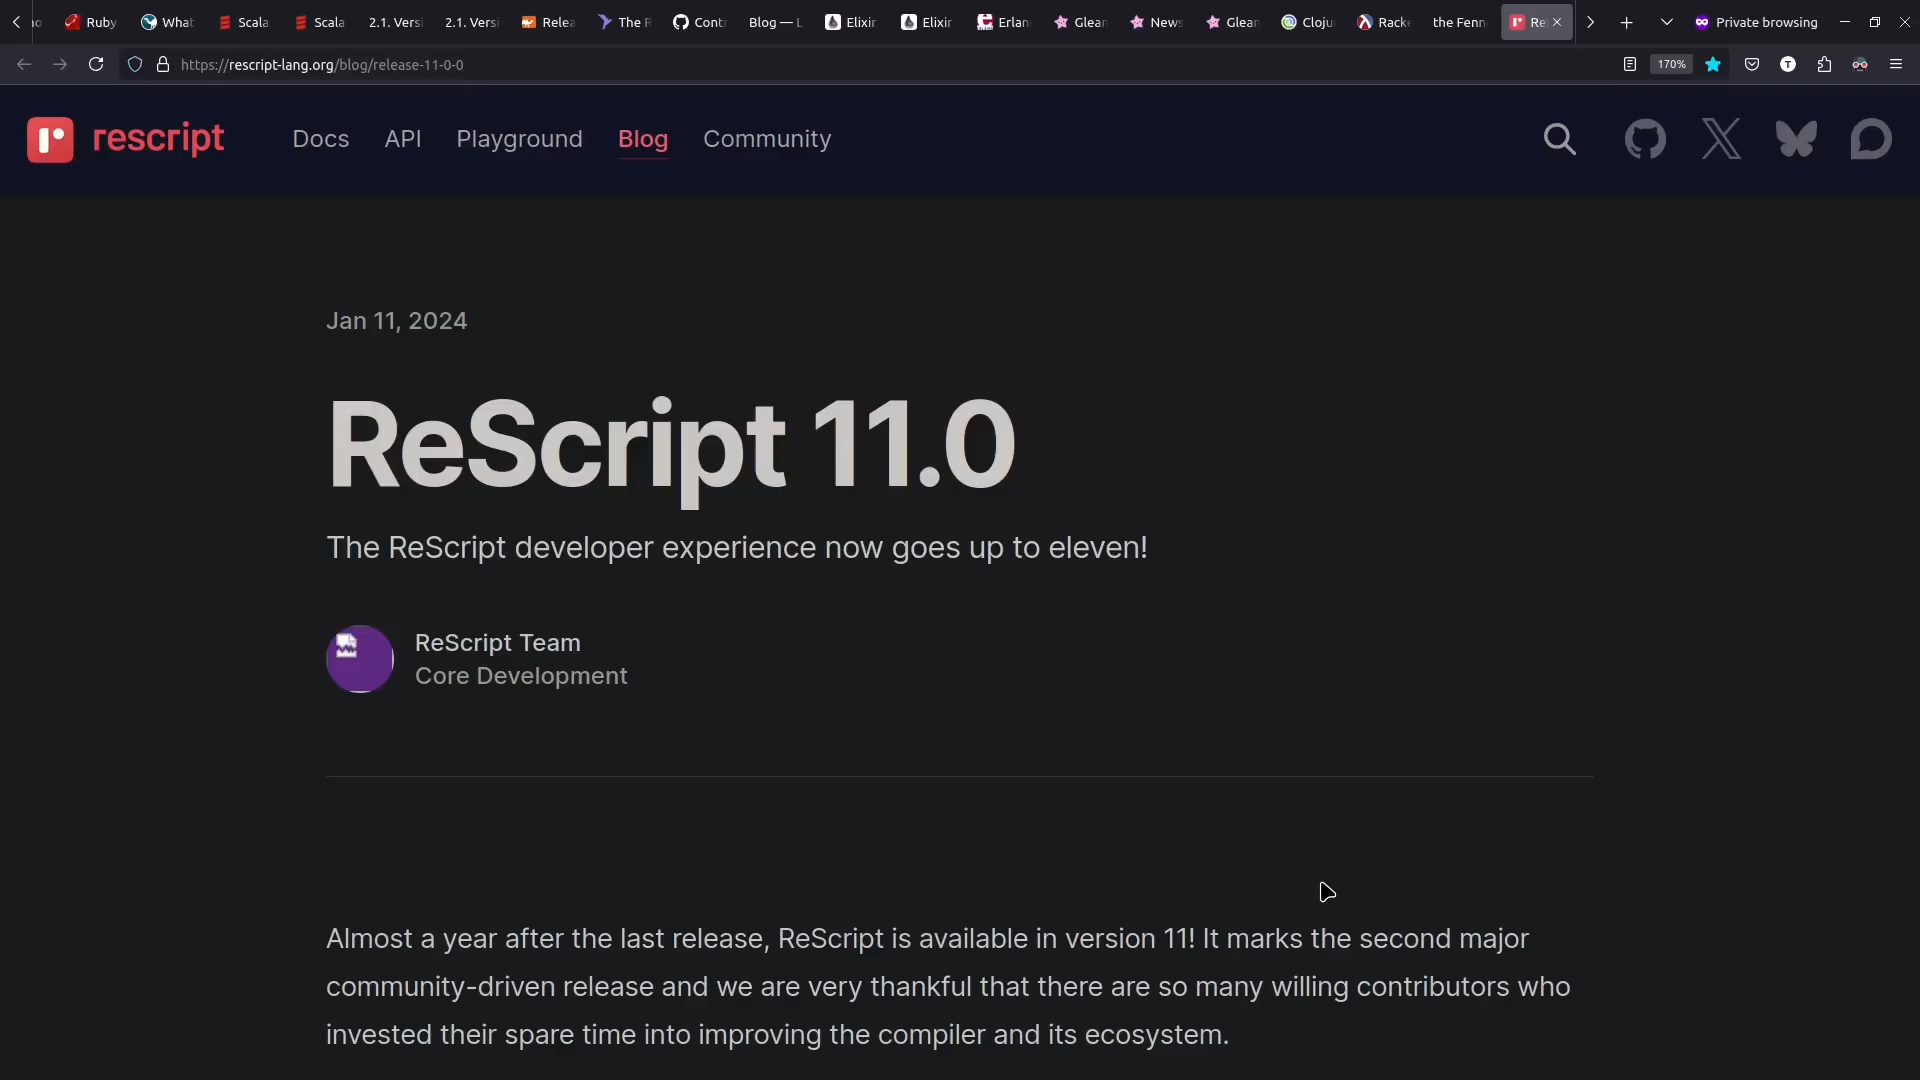 Ruby
What
Scala
Scala
2.1. Versi
2.1. Versi
Relea
The R
Cont
Blog — L
Elixir
Elixir
Erlan
Glean
News
Glean
Cloju
Racke
the Fenn
Re
Private browsing
https://rescript-lang.org/blog/release-11-0-0
170%
T
rescript
Docs
API
Playground
Blog
Community
Jan 11, 2024
ReScript 11.0
The ReScript developer experience now goes up to eleven!
ReScript Team
Core Development
Almost a year after the last release, ReScript is available in version 11! It marks the second major
community-driven release and we are very thankful that there are so many willing contributors who
invested their spare time into improving the compiler and its ecosystem.